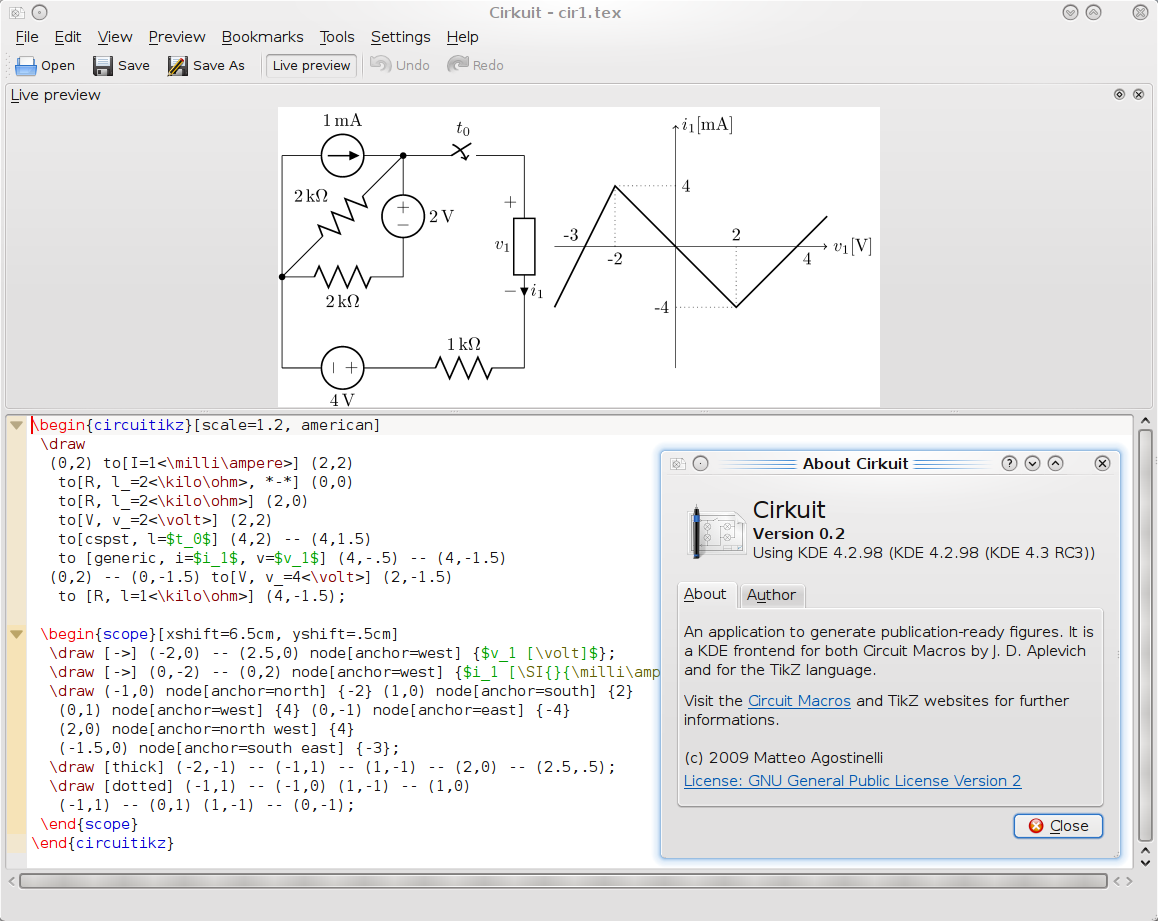 Cirkuit - cir1.tex
File Edit View Preview Bookmarks Tools Settings Help
Open Save Save As Live preview Undo Redo
Live preview
1 mA
t0
i1[mA]
2 kΩ
4
+
+
2 V
−
-3
2
v1
v1[V]
-2
4
2 kΩ
−
i1
-4
1 kΩ
− +
4 V
\begin{circuitikz}[scale=1.2, american]
\draw
(0,2) to[I=1<\milli\ampere>] (2,2)
to[R, l_=2<\kilo\ohm>, *-*] (0,0)
to[R, l_=2<\kilo\ohm>] (2,0)
to[V, v_=2<\volt>] (2,2)
to[cspst, l=$t_0$] (4,2) -- (4,1.5)
to [generic, i=$i_1$, v=$v_1$] (4,-.5) -- (4,-1.5)
(0,2) -- (0,-1.5) to[V, v_=4<\volt>] (2,-1.5)
to [R, l=1<\kilo\ohm>] (4,-1.5);
\begin{scope}[xshift=6.5cm, yshift=.5cm]
\draw [->] (-2,0) -- (2.5,0) node[anchor=west] {$v_1 [\volt]$};
\draw [->] (0,-2) -- (0,2) node[anchor=west] {$i_1 [\SI{}{\milli\amp
\draw (-1,0) node[anchor=north] {-2} (1,0) node[anchor=south] {2}
(0,1) node[anchor=west] {4} (0,-1) node[anchor=east] {-4}
(2,0) node[anchor=north west] {4}
(-1.5,0) node[anchor=south east] {-3};
\draw [thick] (-2,-1) -- (-1,1) -- (1,-1) -- (2,0) -- (2.5,.5);
\draw [dotted] (-1,1) -- (-1,0) (1,-1) -- (1,0)
(-1,1) -- (0,1) (1,-1) -- (0,-1);
\end{scope}
\end{circuitikz}
About Cirkuit
Cirkuit
Version 0.2
Using KDE 4.2.98 (KDE 4.2.98 (KDE 4.3 RC3))
About Author
An application to generate publication-ready figures. It is
a KDE frontend for both Circuit Macros by J. D. Aplevich
and for the TikZ language.
Visit the Circuit Macros and TikZ websites for further
informations.
(c) 2009 Matteo Agostinelli
License: GNU General Public License Version 2
Close